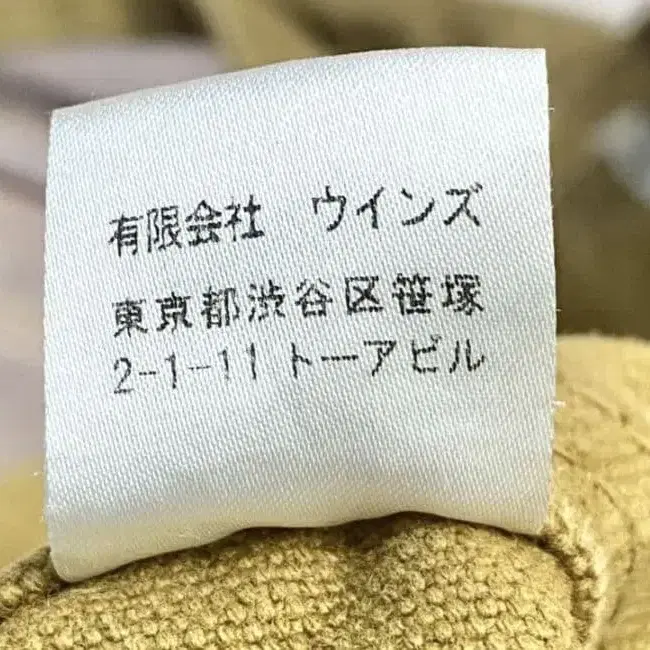 有限会社 ウインズ
東京都渋谷区笹塚
2-1-11 トーアビル